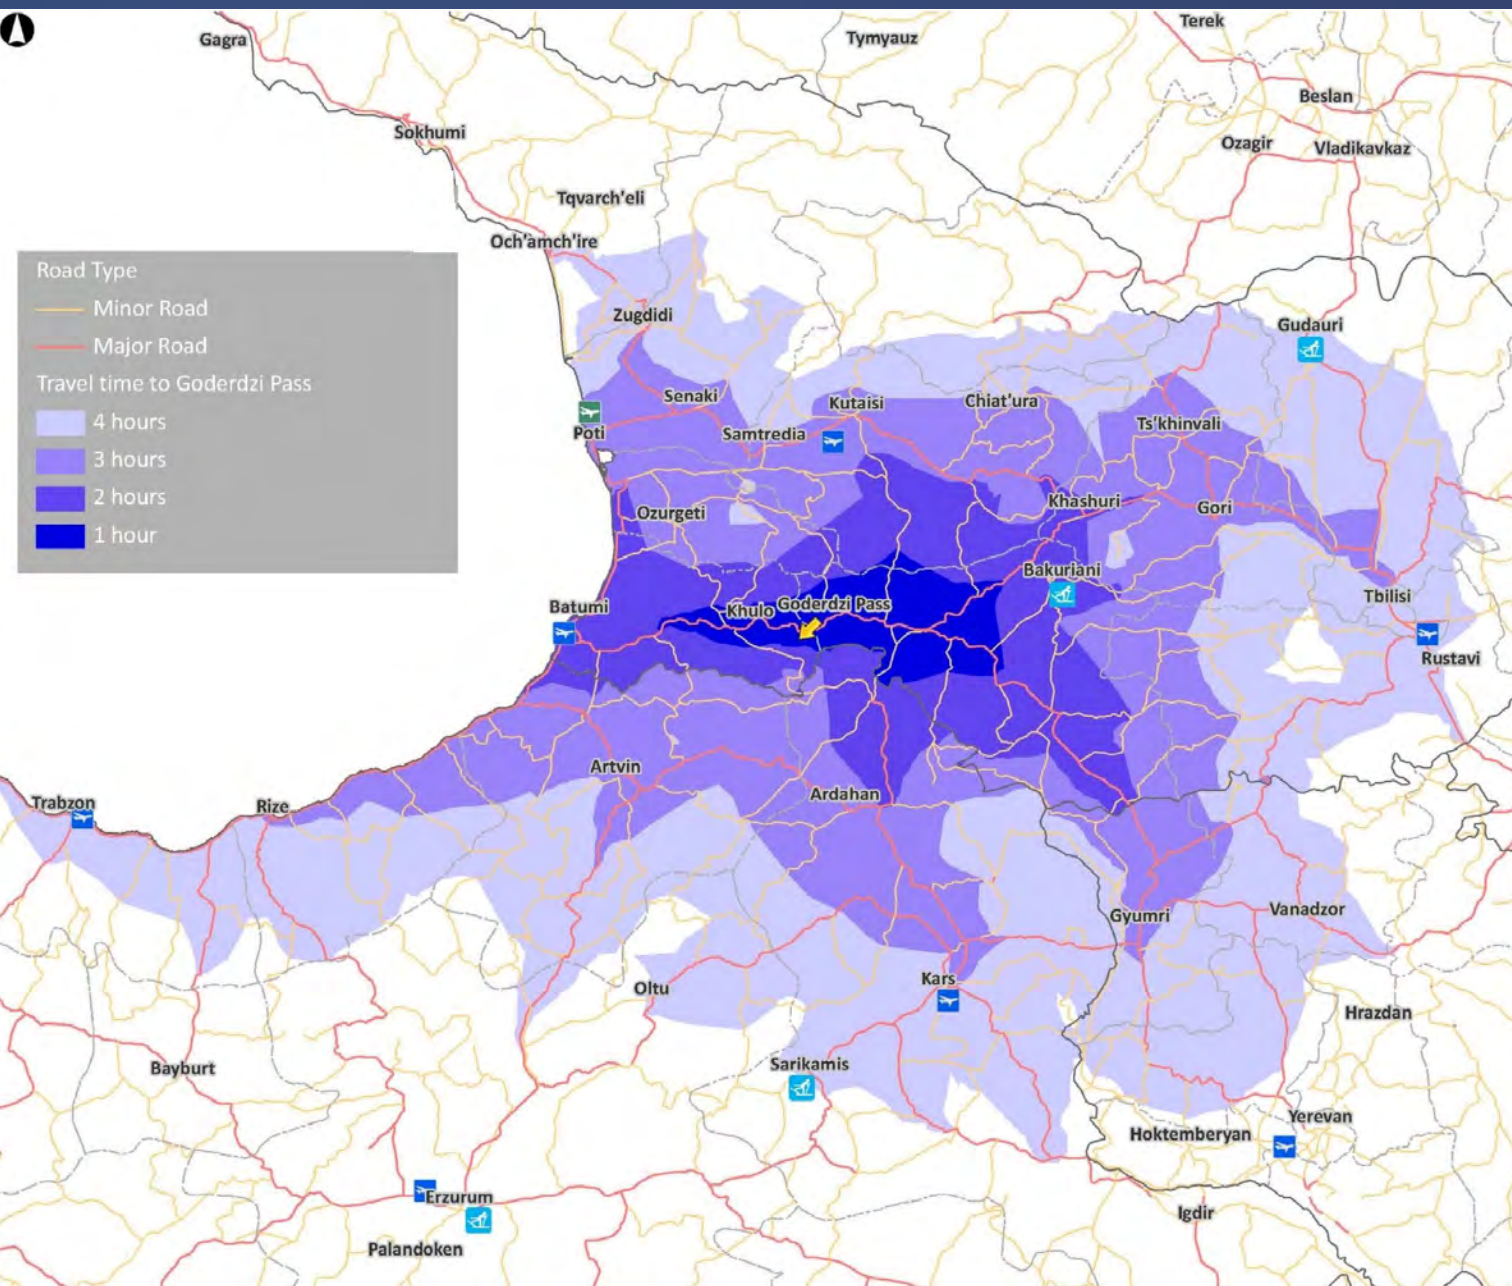 Terek
Gagra
Tymyauz
Beslan
Sokhumi
Ozagir
Vladikavkaz
Tqvarch'eli
Och'amch'ire
Road Type
Minor Road
Major Road
Travel time to Goderdzi Pass
4 hours
3 hours
2 hours
1 hour
Zugdidi
Gudauri
Senaki
Kutaisi
Chiat'ura
Poti
Samtredia
Ts'khinvali
Ozurgeti
Khashuri
Gori
Bakuriani
Batumi
Khulo
Goderdzi Pass
Tbilisi
Rustavi
Artvin
Ardahan
Trabzon
Rize
Gyumri
Vanadzor
Kars
Oltu
Hrazdan
Bayburt
Sarikamis
Yerevan
Hoktemberyan
Erzurum
Igdir
Palandoken